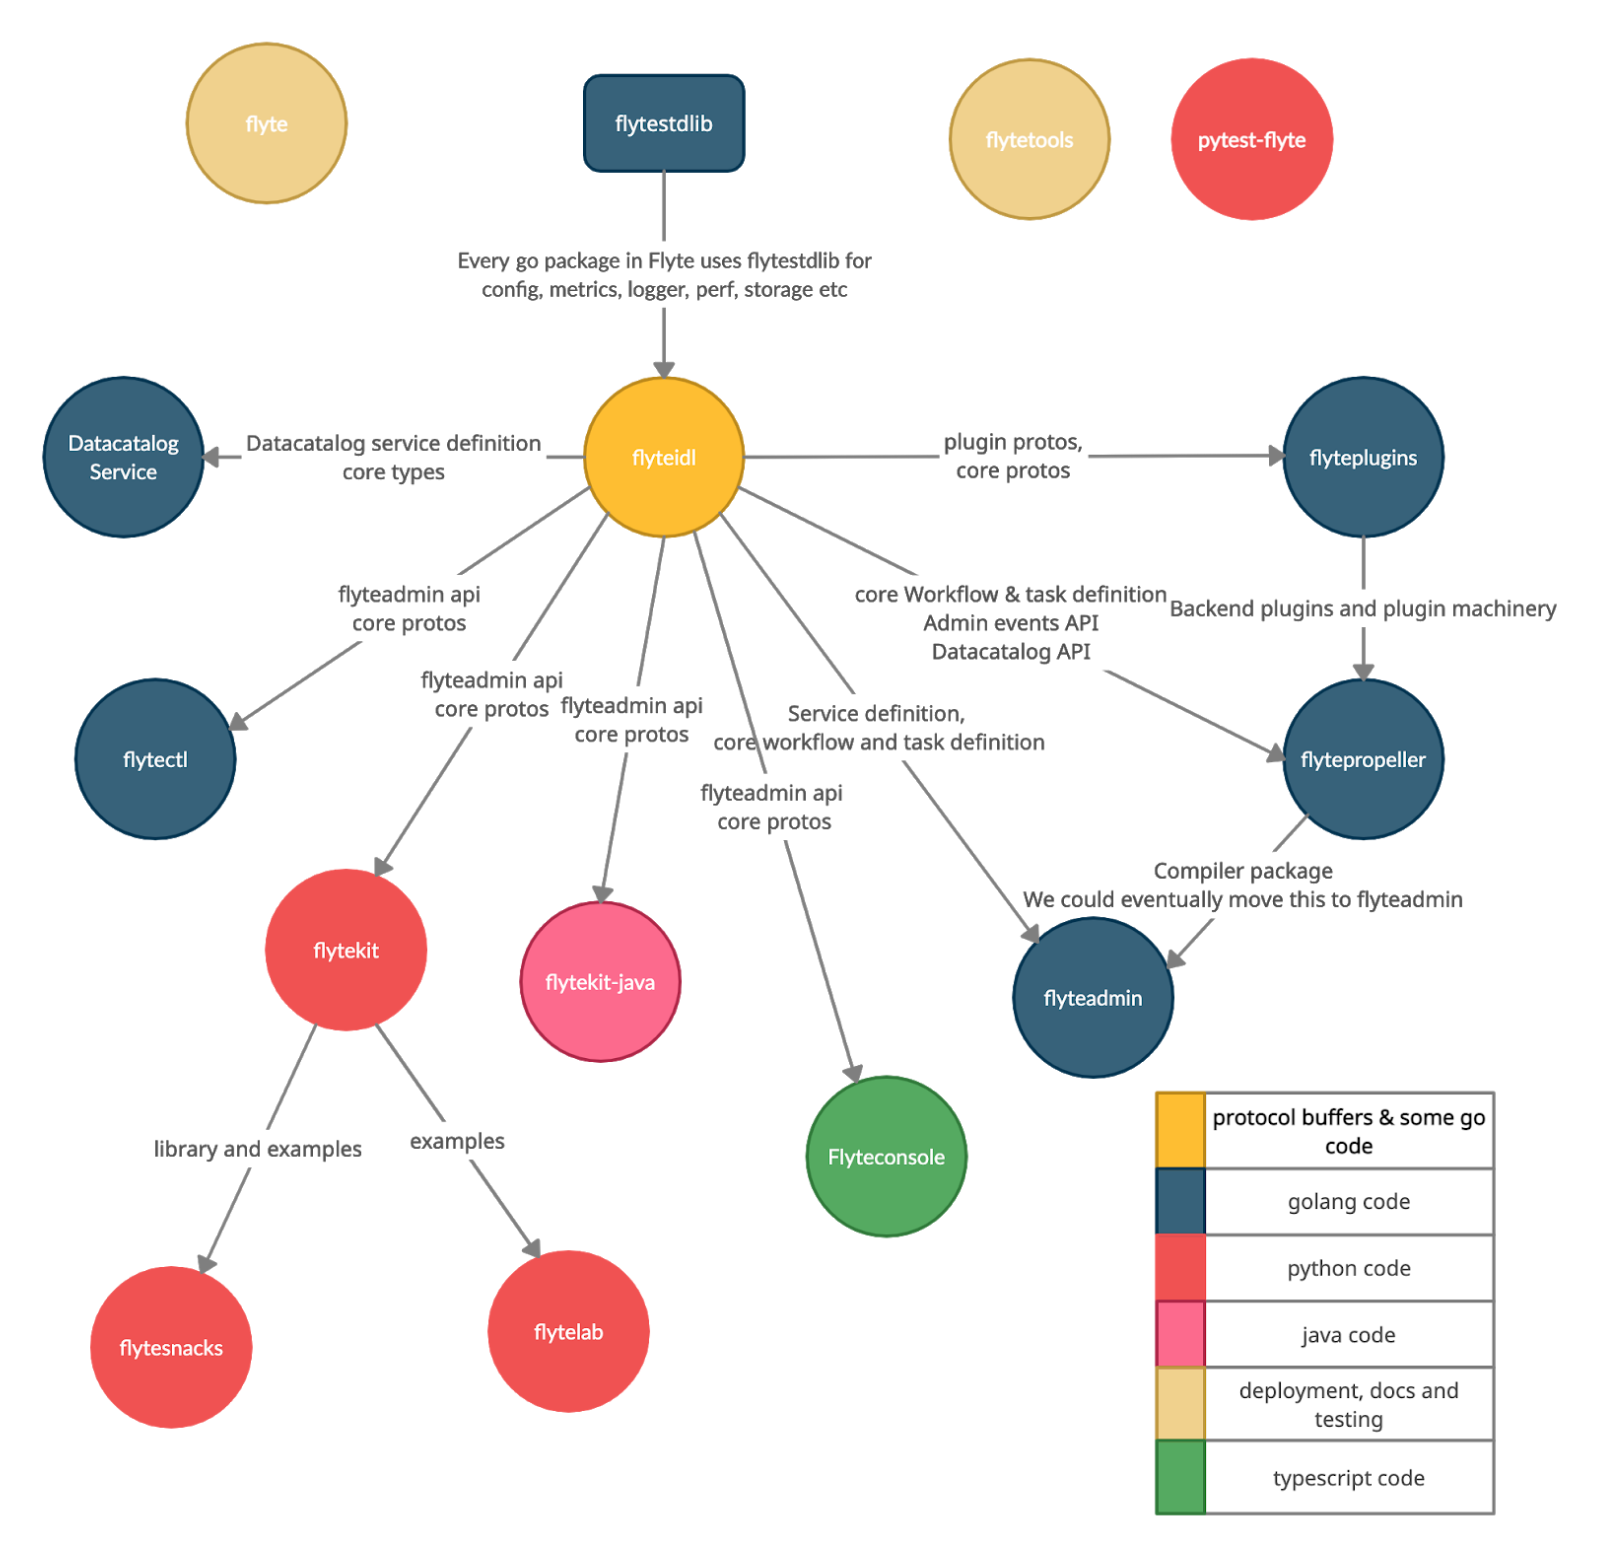 flyte
flytestdlib
flytetools
pytest-flyte
Every go package in Flyte uses flytestdlib for
config, metrics, logger, perf, storage etc
Datacatalog
Service
Datacatalog service definition
core types
flyteidl
plugin protos,
core protos
flyteplugins
flyteadmin api
core protos
core Workflow & task definition
Admin events API
Datacatalog API
Backend plugins and plugin machinery
flyteadmin api
core protos
flyteadmin api
core protos
Service definition,
core workflow and task definition
flytectl
flytepropeller
flyteadmin api
core protos
Compiler package
We could eventually move this to flyteadmin
flytekit
flytekit-java
flyteadmin
library and examples
examples
Flyteconsole
flytesnacks
flytelab
protocol buffers & some go
code
golang code
python code
java code
deployment, docs and
testing
typescript code